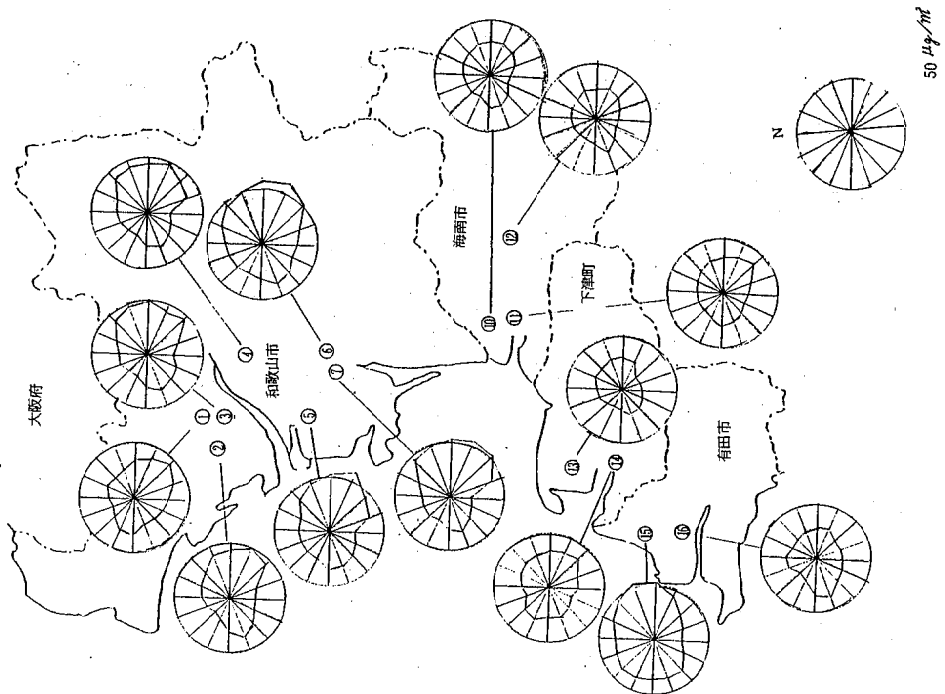 大阪府
和歌山市
海南市
下津町
有田市
①
②
③
④
⑤
⑥
⑦
⑩
⑪
⑫
⑬
⑭
⑮
⑯
N
50 μg/㎥